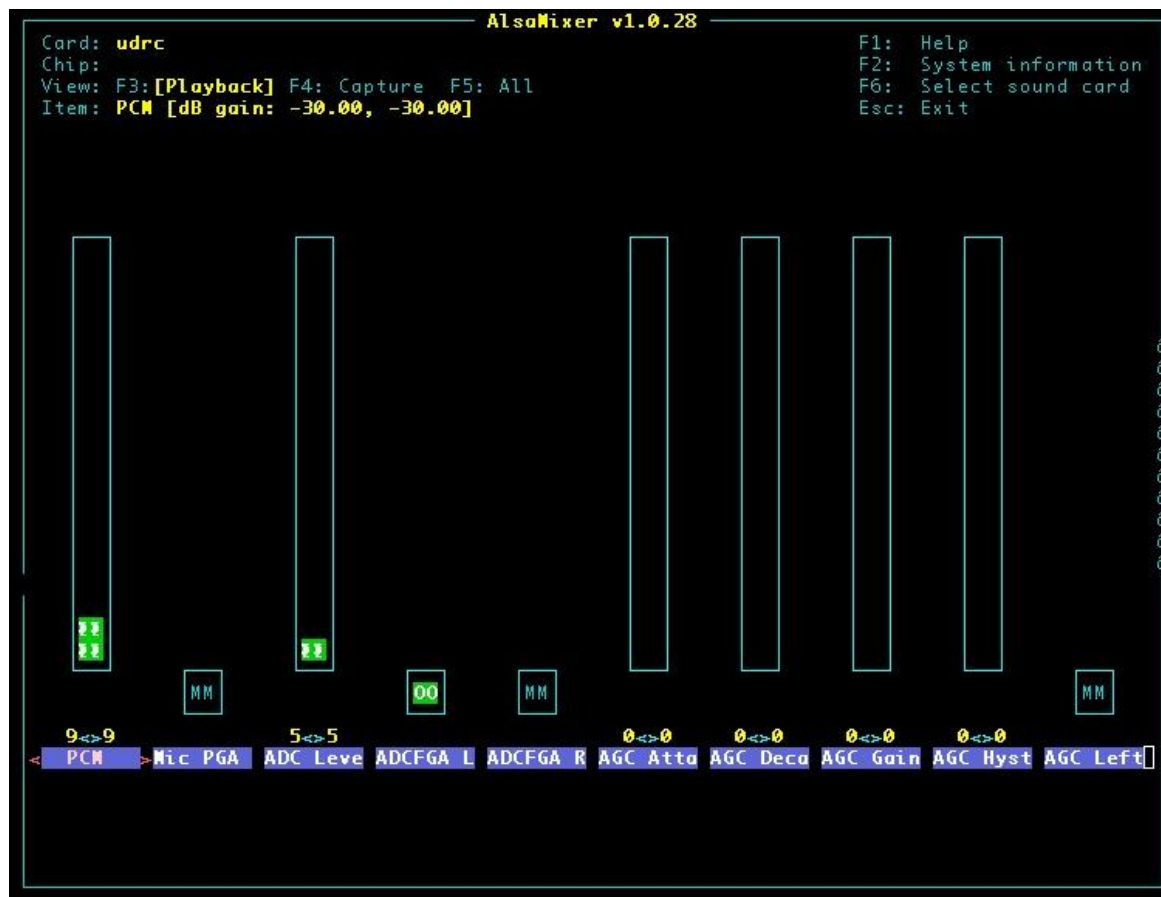 AlsaMixer v1.0.28
Card: udrc F1: Help
Chip: F2: System information
View: F3:[Playback] F4: Capture F5: All F6: Select sound card
Item: PCM [dB gain: -30.00, -30.00] Esc: Exit
MM OO MM MM
9<>9 5<>5 0<>0 0<>0 0<>0 0<>0
< PCM >Mic PGA ADC Leve ADCFGA L ADCFGA R AGC Atta AGC Deca AGC Gain AGC Hyst AGC Left